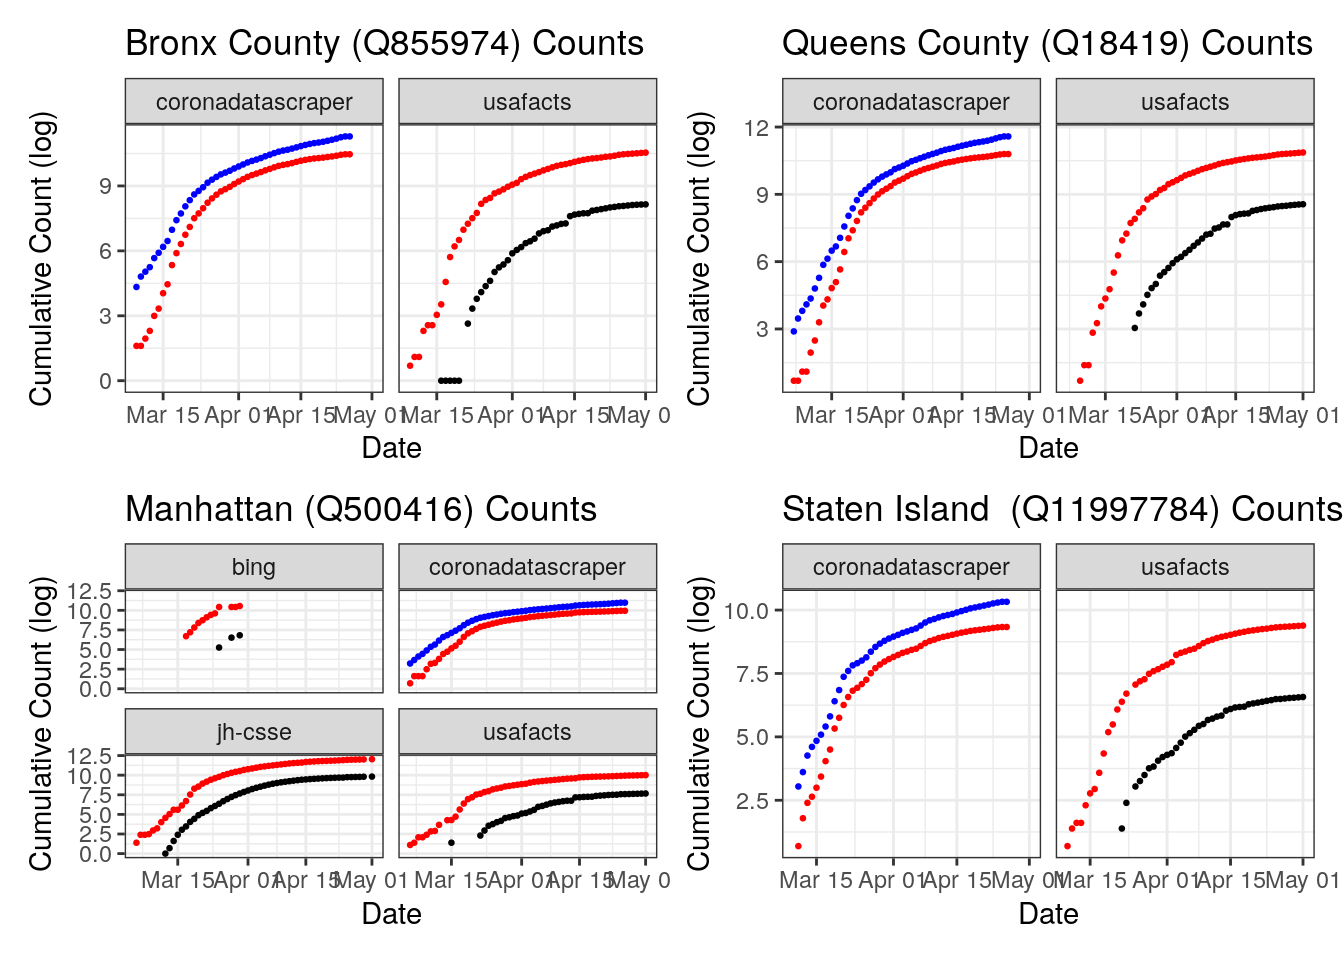 Bronx County (Q855974) Counts
coronadatascraper
usafacts
Cumulative Count (log)
9
6
3
0
Mar 15 Apr 01 Apr 15 May 01
Mar 15 Apr 01 Apr 15 May 0
Date
Queens County (Q18419) Counts
coronadatascraper
usafacts
Cumulative Count (log)
12
9
6
3
Mar 15 Apr 01 Apr 15 May 01
Mar 15 Apr 01 Apr 15 May 01
Date
Manhattan (Q500416) Counts
bing
coronadatascraper
Cumulative Count (log)
12.5
10.0
7.5
5.0
2.5
0.0
jh-csse
usafacts
12.5
10.0
7.5
5.0
2.5
0.0
Mar 15 Apr 01 Apr 15 May 01
Mar 15 Apr 01 Apr 15 May 0
Date
Staten Island  (Q11997784) Counts
coronadatascraper
usafacts
Cumulative Count (log)
10.0
7.5
5.0
2.5
Mar 15 Apr 01 Apr 15 May 01
Mar 15 Apr 01 Apr 15 May 01
Date